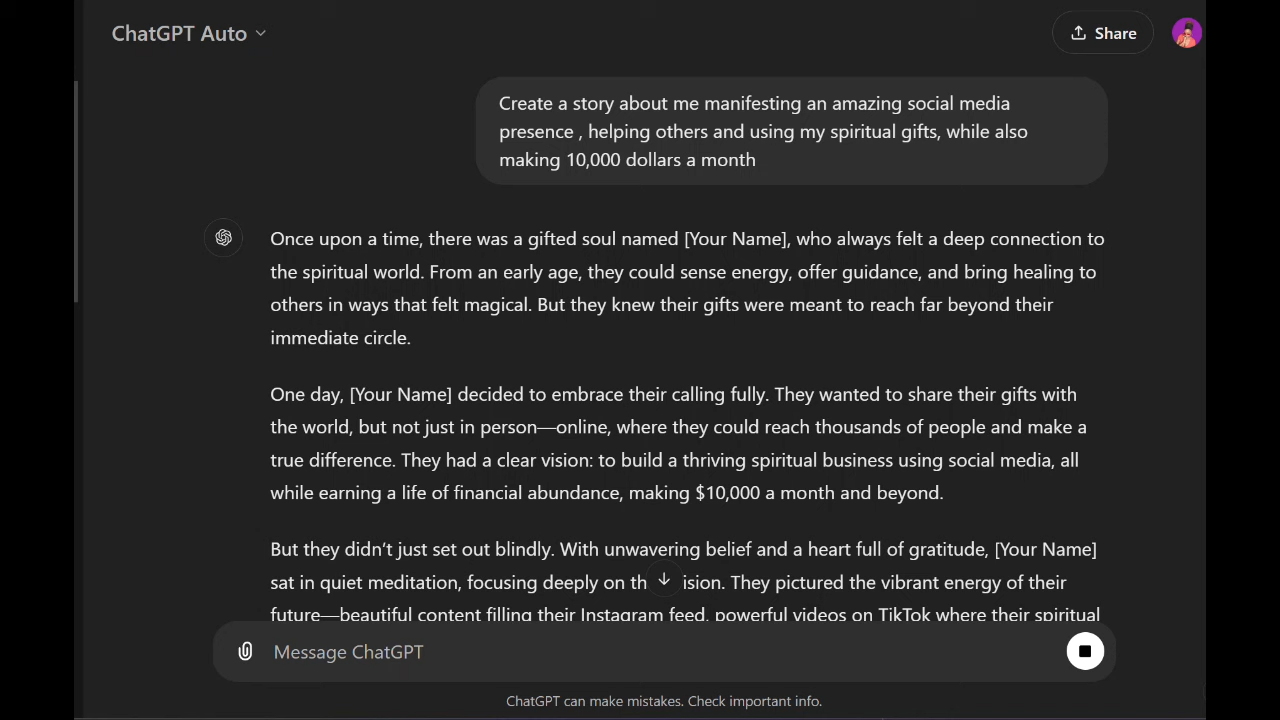 ChatGPT Auto
Share
Create a story about me manifesting an amazing social media
presence , helping others and using my spiritual gifts, while also
making 10,000 dollars a month
Once upon a time, there was a gifted soul named [Your Name], who always felt a deep connection to
the spiritual world. From an early age, they could sense energy, offer guidance, and bring healing to
others in ways that felt magical. But they knew their gifts were meant to reach far beyond their
immediate circle.
One day, [Your Name] decided to embrace their calling fully. They wanted to share their gifts with
the world, but not just in person—online, where they could reach thousands of people and make a
true difference. They had a clear vision: to build a thriving spiritual business using social media, all
while earning a life of financial abundance, making $10,000 a month and beyond.
But they didn’t just set out blindly. With unwavering belief and a heart full of gratitude, [Your Name]
sat in quiet meditation, focusing deeply on th ision. They pictured the vibrant energy of their
future—beautiful content filling their Instagram feed, powerful videos on TikTok where their spiritual
Message ChatGPT
ChatGPT can make mistakes. Check important info.